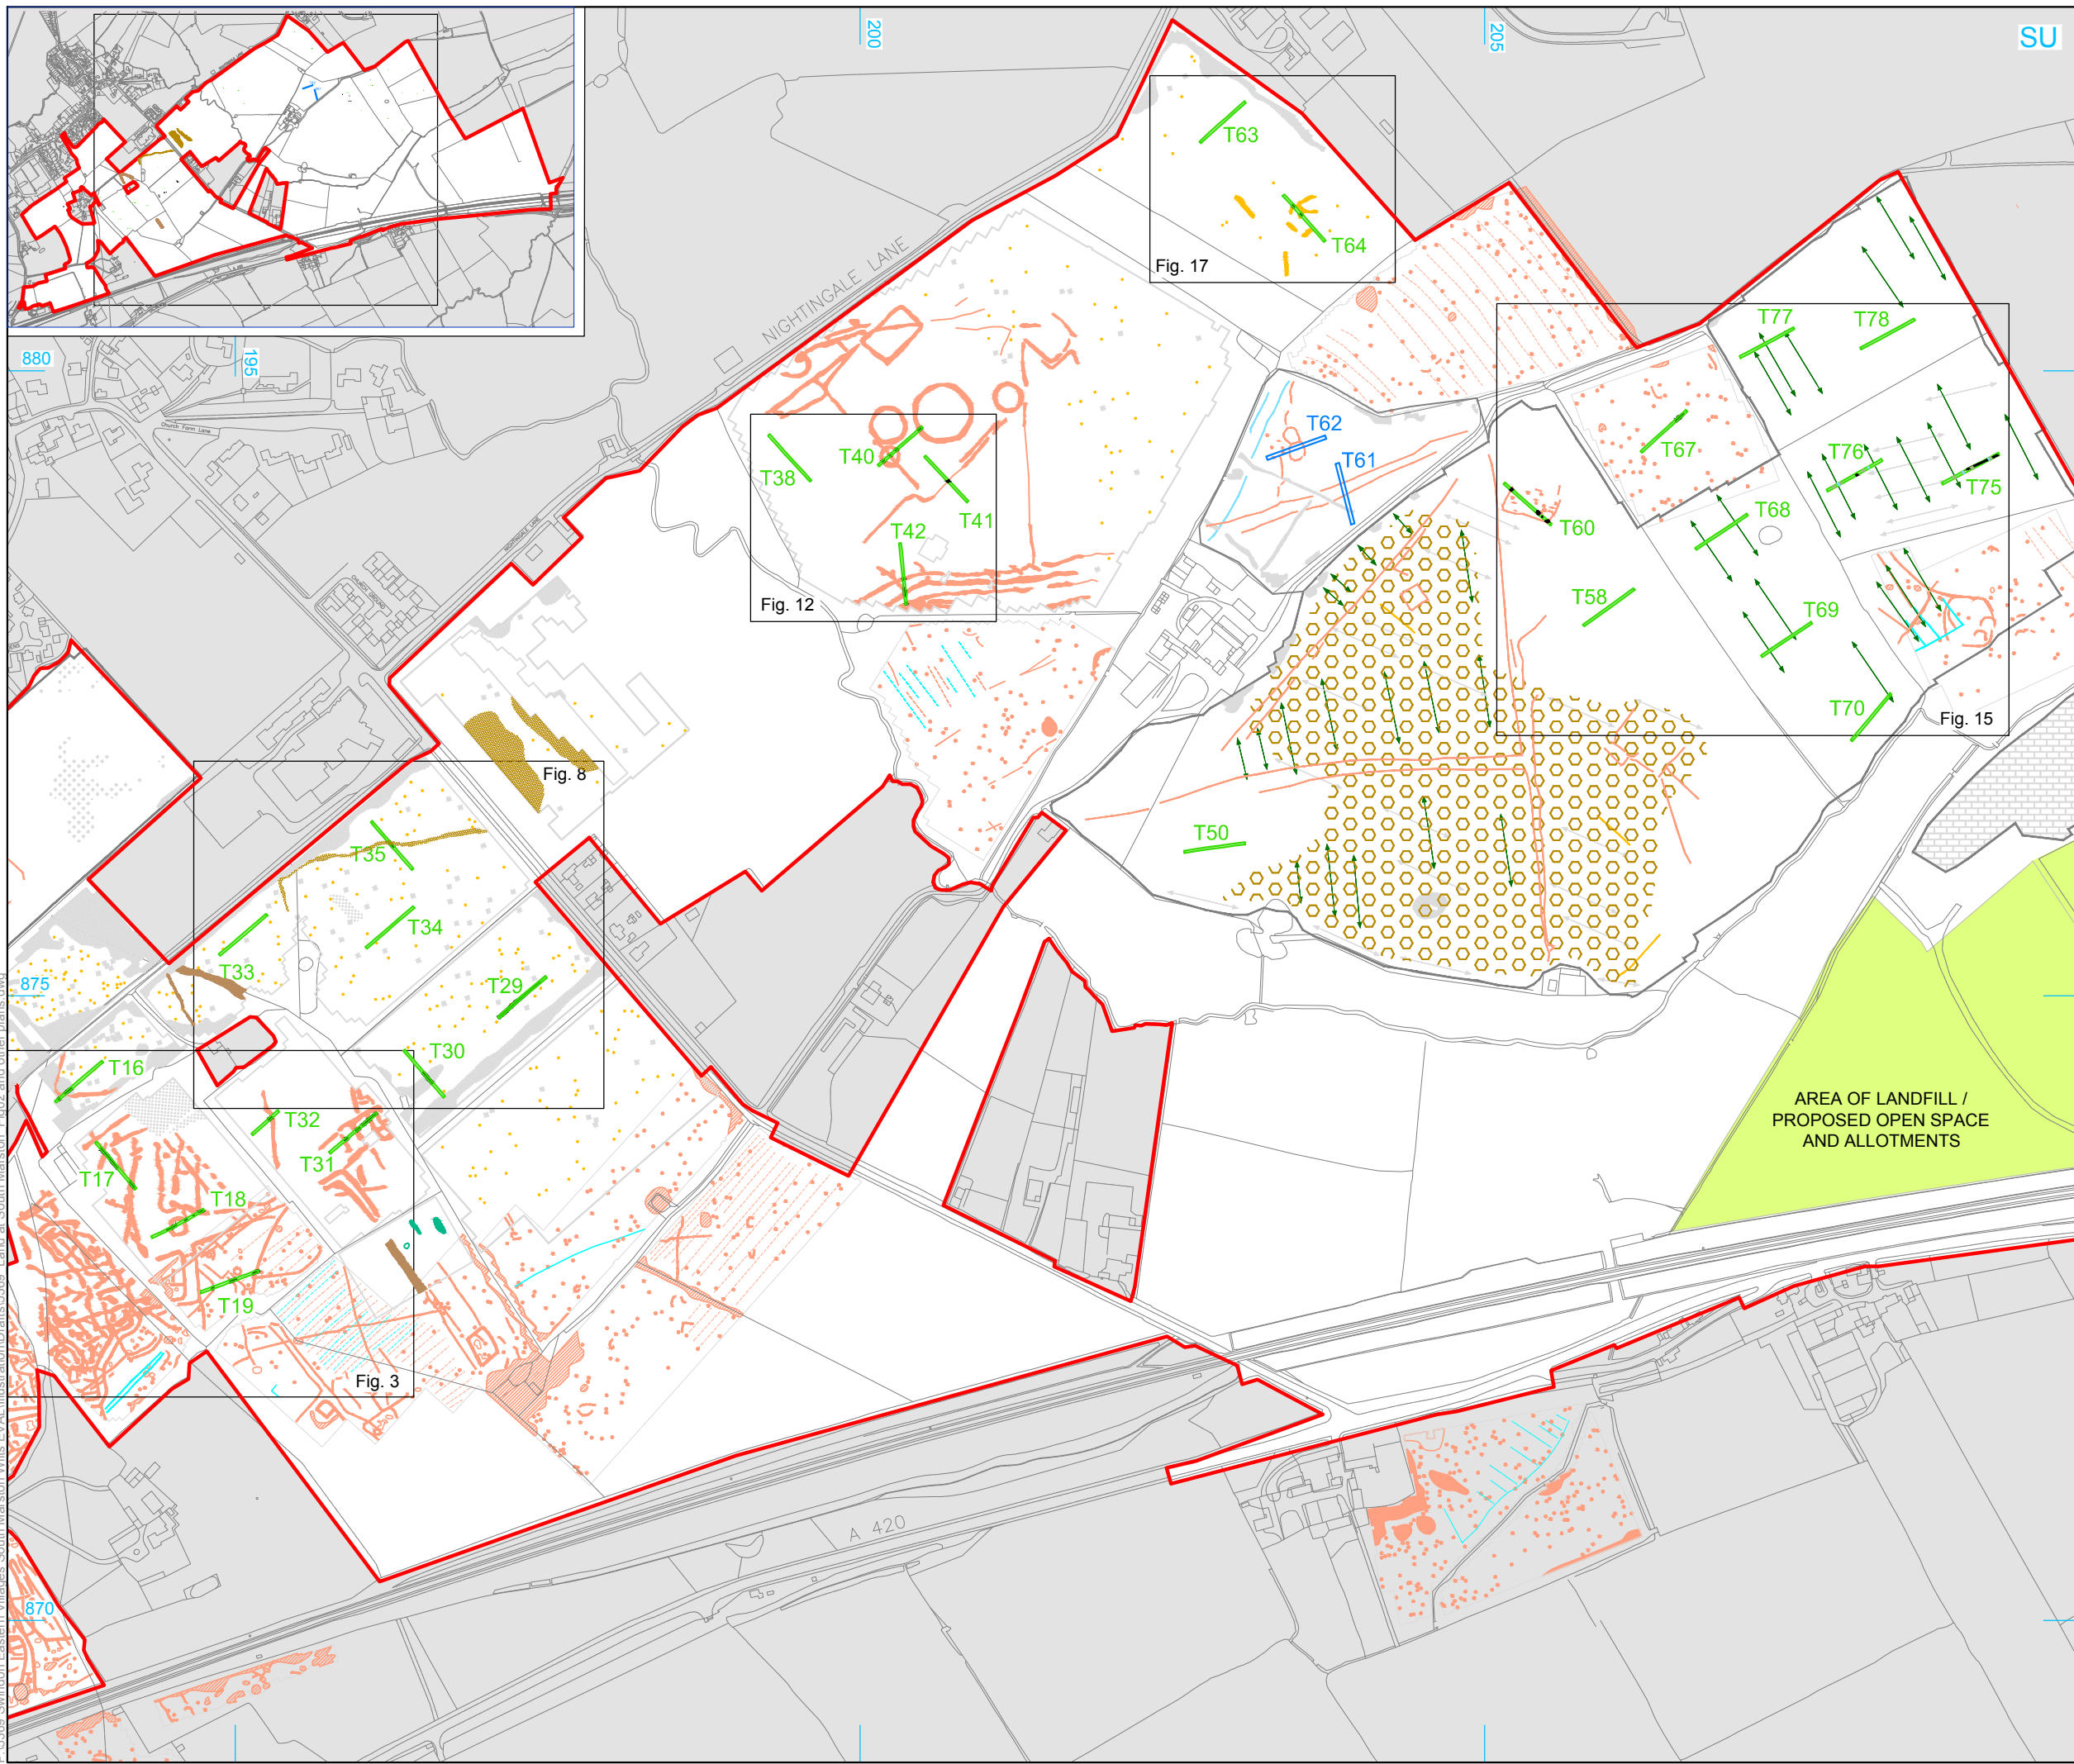 200
205
SU
T63
T64
Fig. 17
NIGHTINGALE LANE
880
195
Church Farm Lane
T77
T78
T62
T61
T67
T76
T75
T38
T40
T41
T42
T60
T68
NIGHTINGALE LANE
Fig. 12
T58
T69
T70
Fig. 15
Fig. 8
T35
T50
T34
T33
875
T29
T30
T16
T32
T31
T17
T18
T19
Fig. 3
AREA OF LANDFILL /
PROPOSED OPEN SPACE
AND ALLOTMENTS
A 420
870